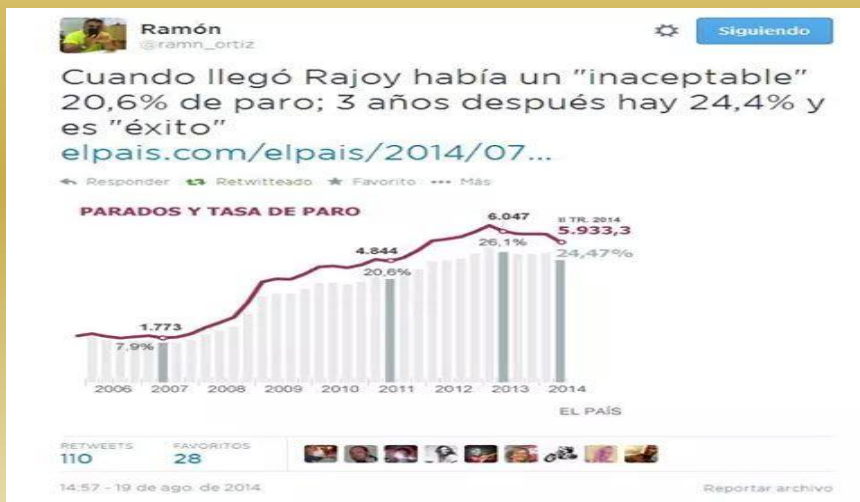 Ramón
@ramn_ortiz
Siguiendo
Cuando llegó Rajoy había un "inaceptable"
20,6% de paro; 3 años después hay 24,4% y
es "éxito"
elpais.com/elpais/2014/07...
Responder Retwitteado Favorito ••• Más
PARADOS Y TASA DE PARO
6.047
II TR. 2014
5.933,3
4.844
26,1%
24,47%
20,6%
1.773
7,9%
2006 2007 2008 2009 2010 2011 2012 2013 2014
EL PAÍS
RETWEETS FAVORITOS
110 28
14:57 - 19 de ago. de 2014 Reportar archivo